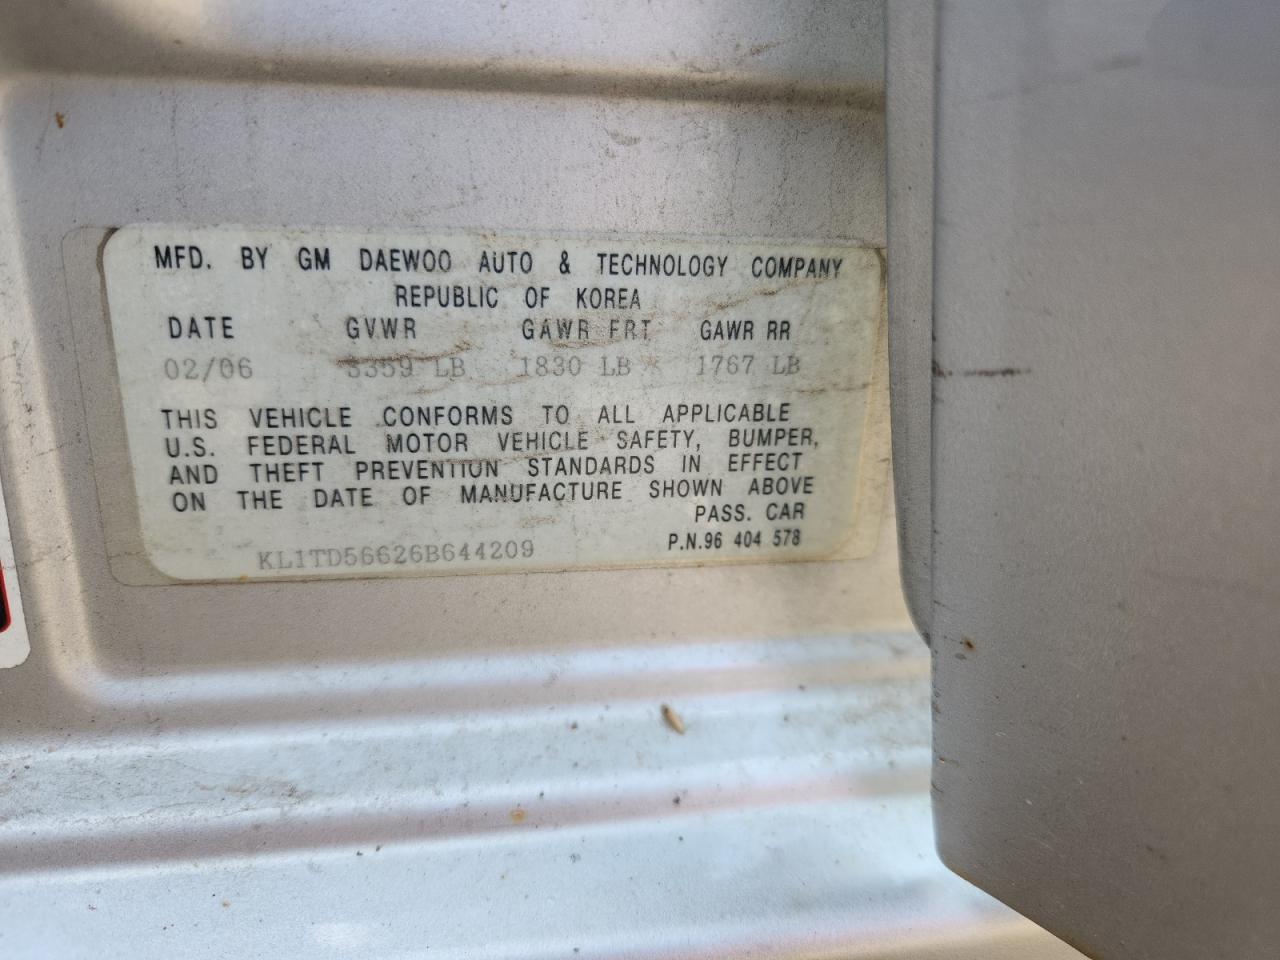 MFD. BY GM DAEWOO AUTO & TECHNOLOGY COMPANY
REPUBLIC OF KOREA
DATE GVWR GAWR FRT GAWR RR
02/06 3359 LB 1830 LB 1767 LB
THIS VEHICLE CONFORMS TO ALL APPLICABLE
U.S. FEDERAL MOTOR VEHICLE SAFETY, BUMPER,
AND THEFT PREVENTION STANDARDS IN EFFECT
ON THE DATE OF MANUFACTURE SHOWN ABOVE
PASS. CAR
KL1TD56626B644209 P.N.96 404 578